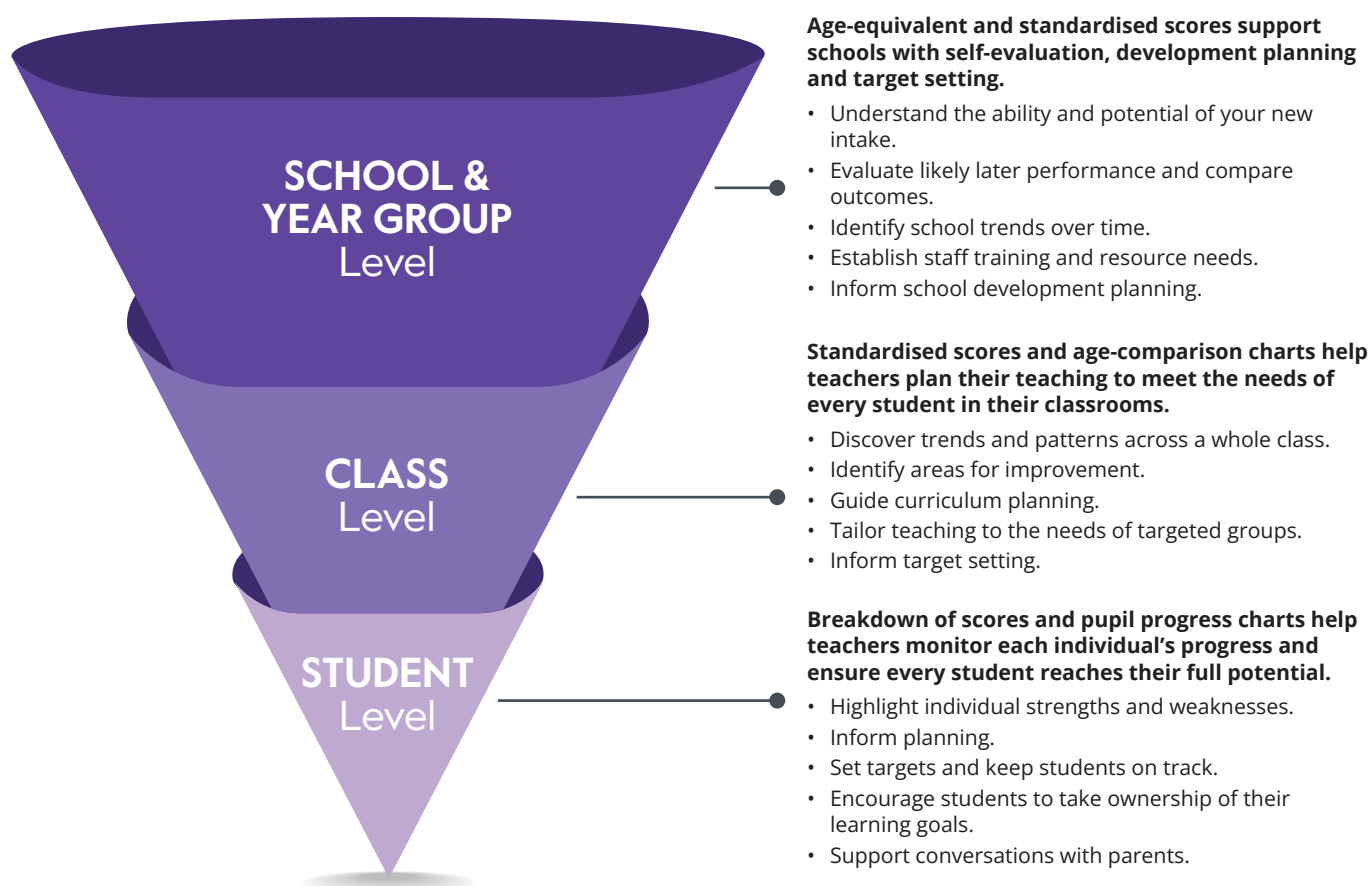 SCHOOL &
YEAR GROUP
Level
Age-equivalent and standardised scores support
schools with self-evaluation, development planning
and target setting.
• Understand the ability and potential of your new
intake.
• Evaluate likely later performance and compare
outcomes.
• Identify school trends over time.
• Establish staff training and resource needs.
• Inform school development planning.
CLASS
Level
Standardised scores and age-comparison charts help
teachers plan their teaching to meet the needs of
every student in their classrooms.
• Discover trends and patterns across a whole class.
• Identify areas for improvement.
• Guide curriculum planning.
• Tailor teaching to the needs of targeted groups.
• Inform target setting.
STUDENT
Level
Breakdown of scores and pupil progress charts help
teachers monitor each individual’s progress and
ensure every student reaches their full potential.
• Highlight individual strengths and weaknesses.
• Inform planning.
• Set targets and keep students on track.
• Encourage students to take ownership of their
learning goals.
• Support conversations with parents.